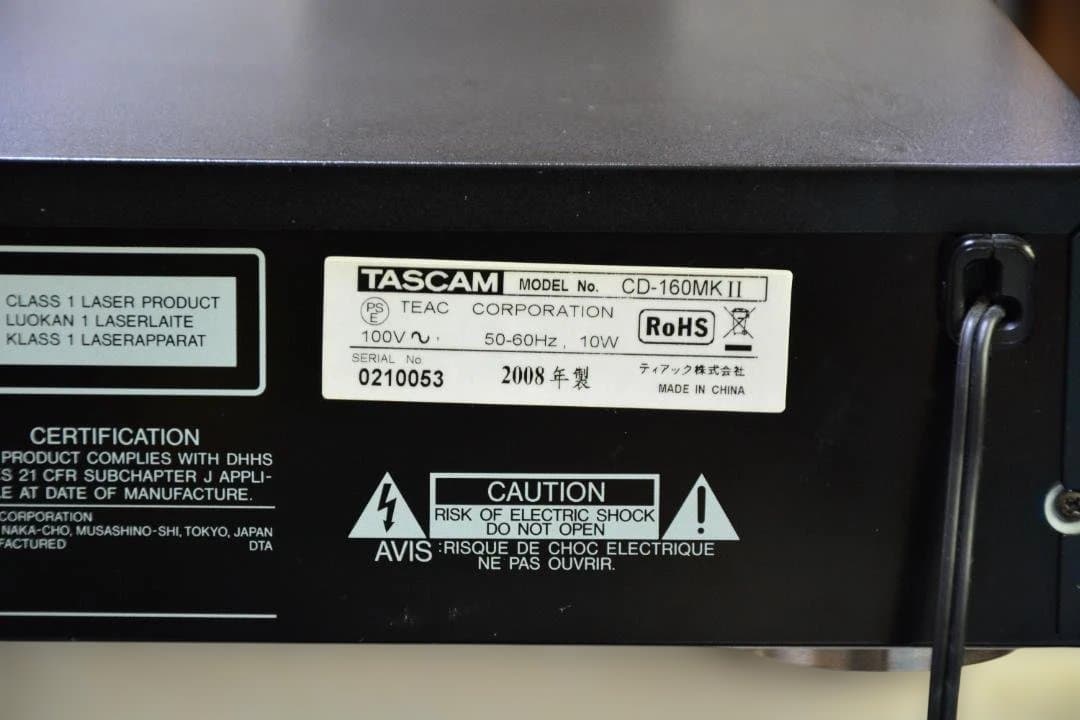 CLASS 1 LASER PRODUCT
LUOKAN 1 LASERLAITE
KLASS 1 LASERAPPARAT
CERTIFICATION
PRODUCT COMPLIES WITH DHHS
21 CFR SUBCHAPTER J APPLI-
AT DATE OF MANUFACTURE.
CORPORATION
NAKA-CHO, MUSASHINO-SHI, TOKYO, JAPAN
DTA
TASCAM MODEL No. CD-160MK II
PS E TEAC CORPORATION
100V ∿, 50-60Hz, 10W RoHS
SERIAL No.
0210053 2008年製
ティアック株式会社
MADE IN CHINA
CAUTION
RISK OF ELECTRIC SHOCK
DO NOT OPEN
AVIS :RISQUE DE CHOC ELECTRIQUE
NE PAS OUVRIR.